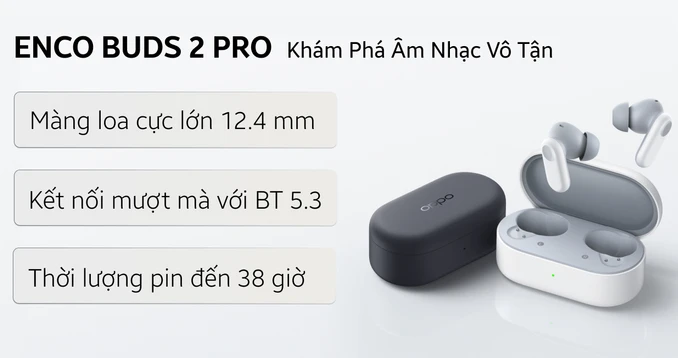 ENCO BUDS 2 PRO Khám Phá Âm Nhạc Vô Tận
Màng loa cực lớn 12.4 mm
Kết nối mượt mà với BT 5.3
Thời lượng pin đến 38 giờ
oppo